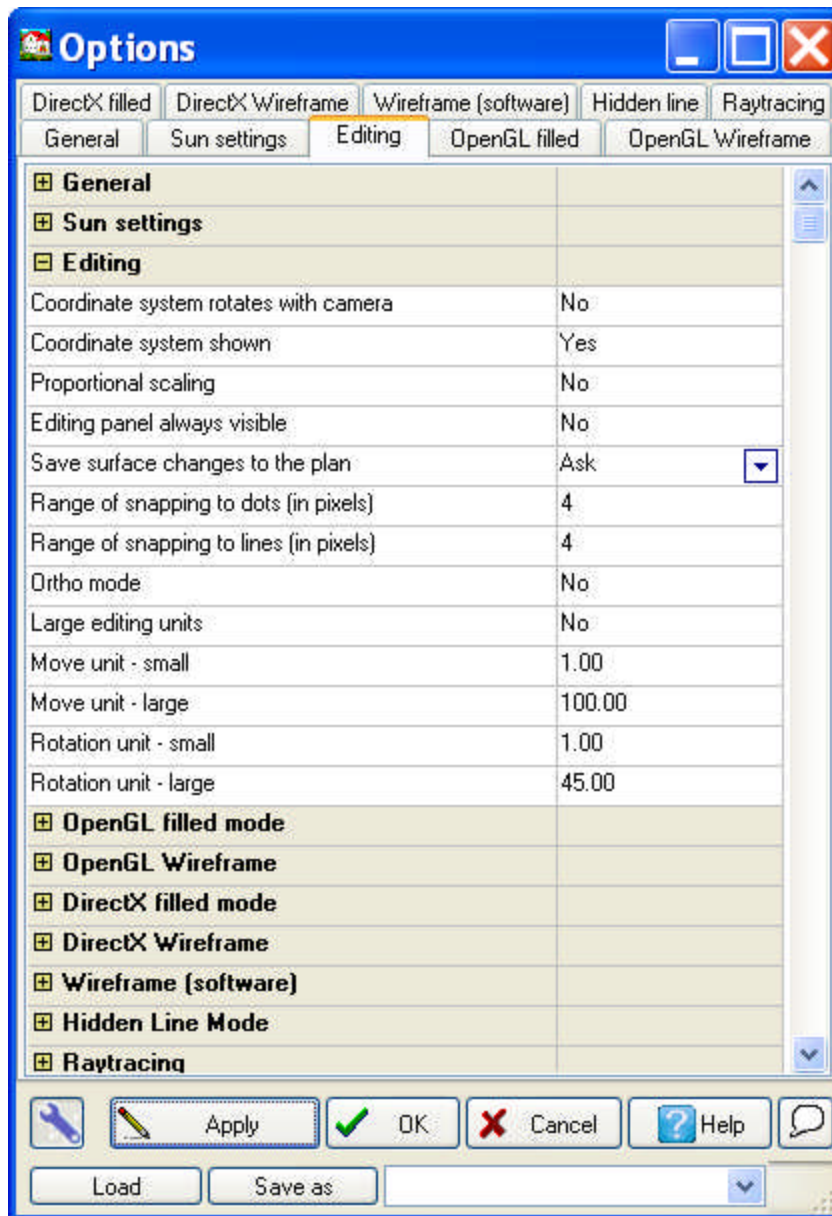 Options
DirectX filled DirectX Wireframe Wireframe (software) Hidden line Raytracing
General Sun settings Editing OpenGL filled OpenGL Wireframe
General
Sun settings
Editing
Coordinate system rotates with camera No
Coordinate system shown Yes
Proportional scaling No
Editing panel always visible No
Save surface changes to the plan Ask
Range of snapping to dots (in pixels) 4
Range of snapping to lines (in pixels) 4
Ortho mode No
Large editing units No
Move unit - small 1.00
Move unit - large 100.00
Rotation unit - small 1.00
Rotation unit - large 45.00
OpenGL filled mode
OpenGL Wireframe
DirectX filled mode
DirectX Wireframe
Wireframe (software)
Hidden Line Mode
Raytracing
Apply OK Cancel Help
Load Save as